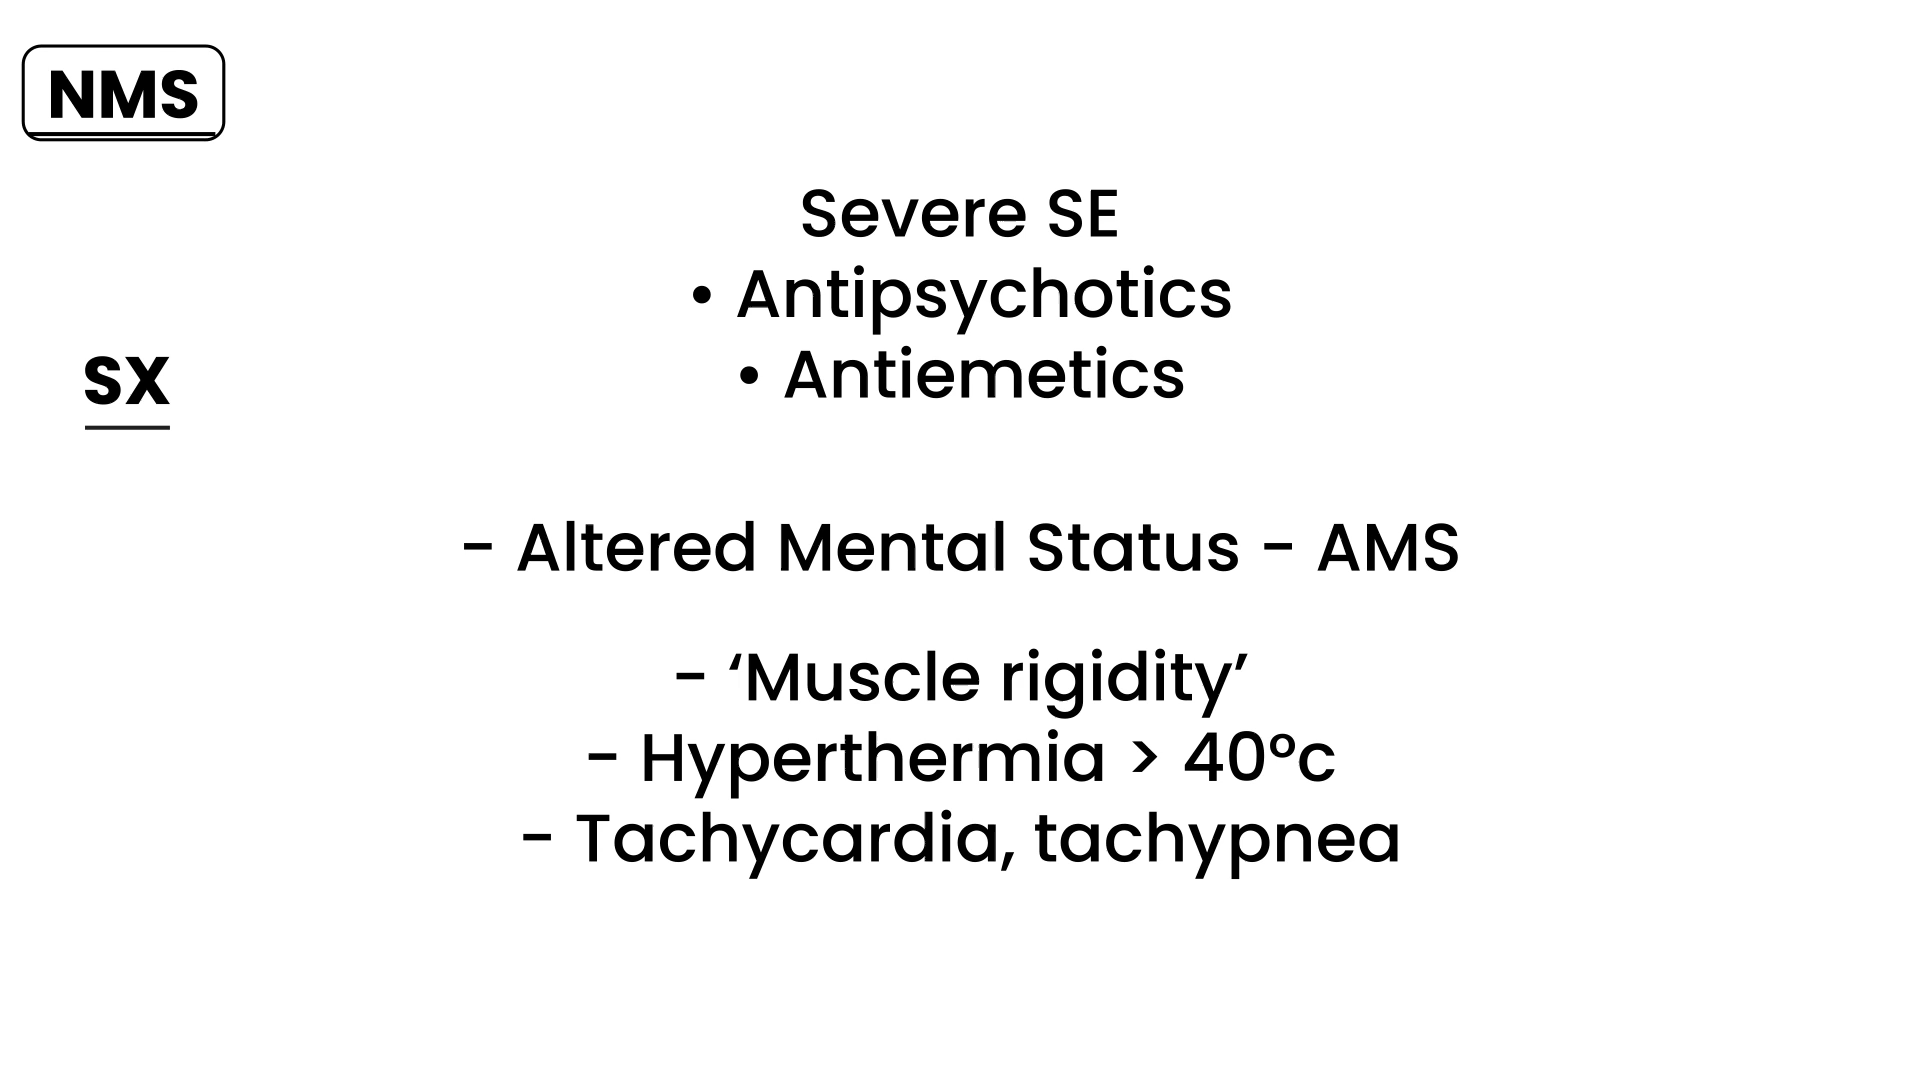 NMS
Severe SE
• Antipsychotics
• Antiemetics
SX
- Altered Mental Status - AMS
- ‘Muscle rigidity’
- Hyperthermia > 40°c
- Tachycardia, tachypnea